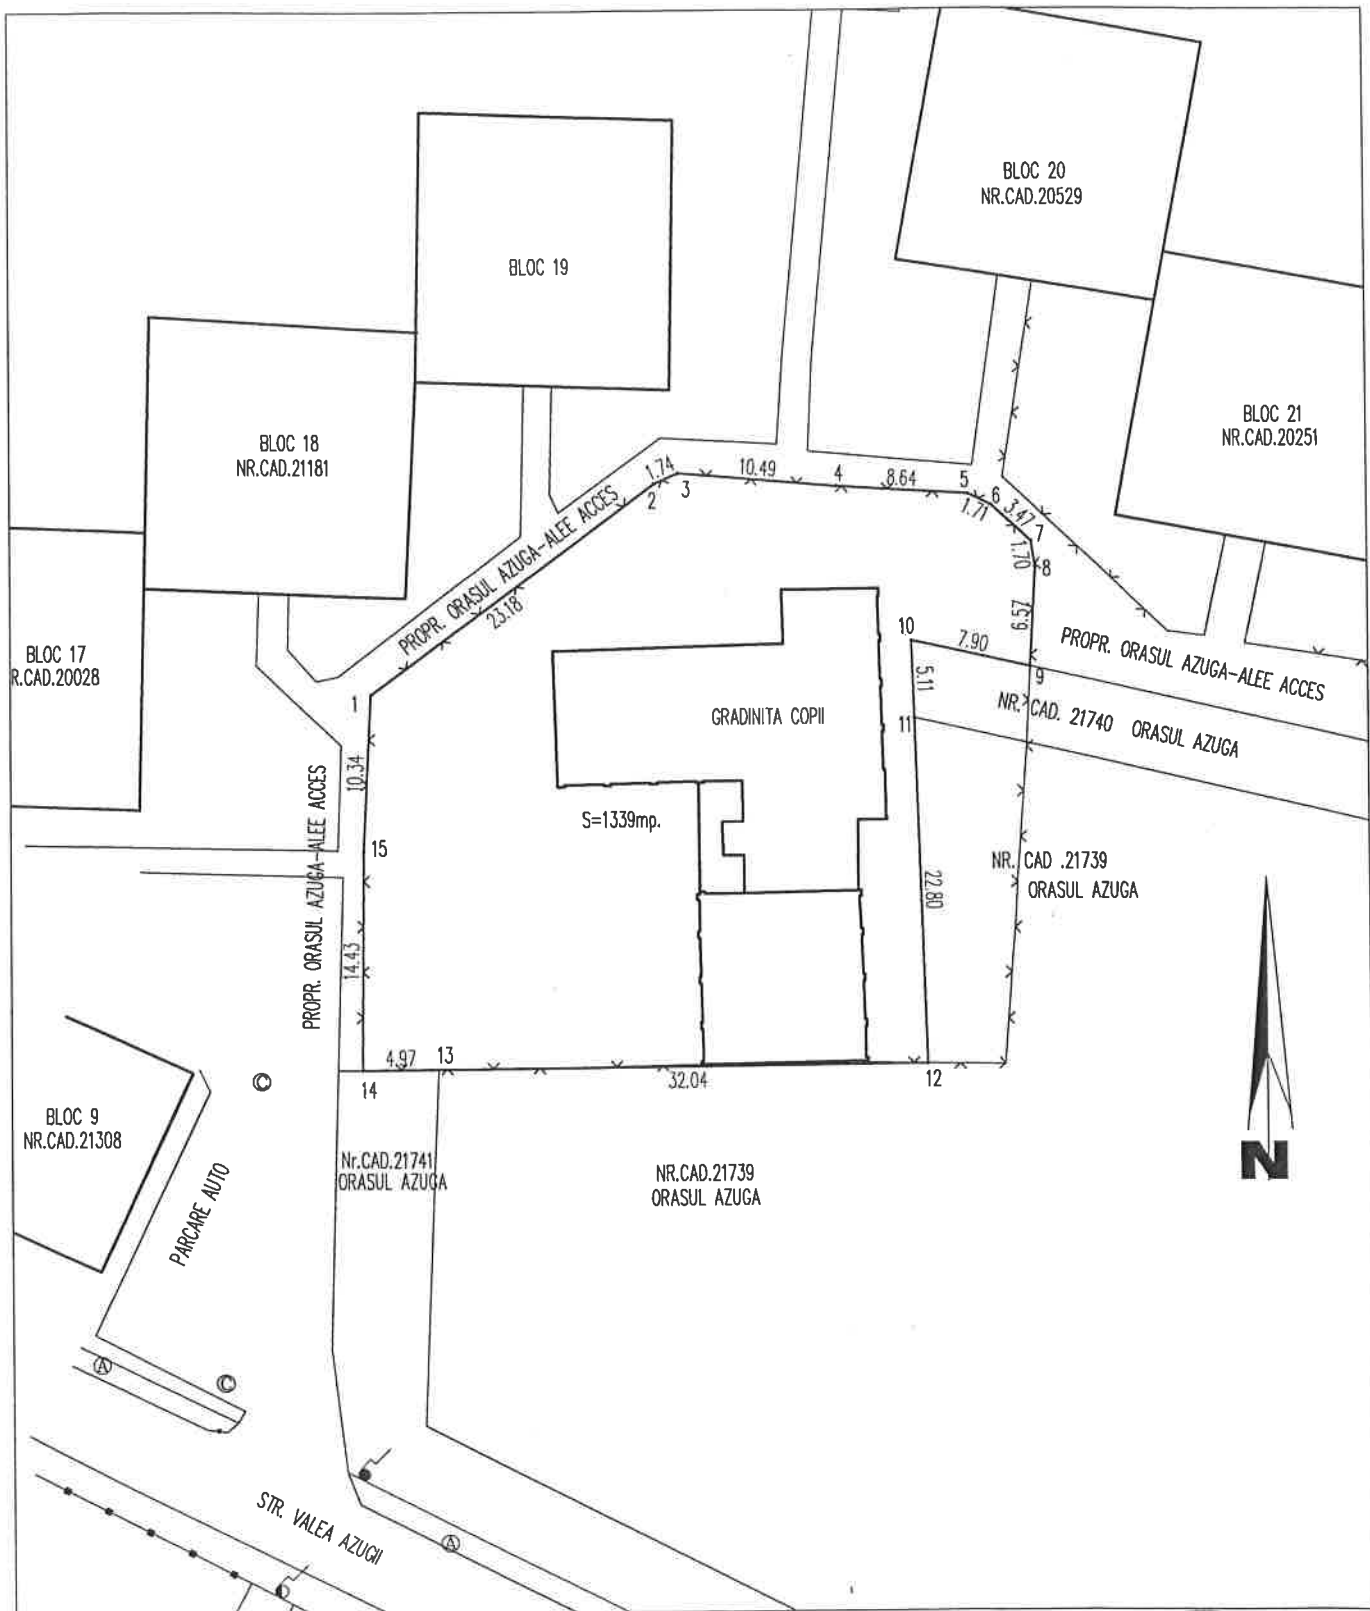 BLOC 20
NR.CAD.20529
BLOC 19
BLOC 21
NR.CAD.20251
BLOC 18
NR.CAD.21181
1.74
2
3
10.49
4
8.64
5
1.71
6
3.47
7
1.70
8
6.57
PROPR. ORASUL AZUGA-ALEE ACCES
23.18
BLOC 17
R.CAD.20028
1
10
7.90
9
5.11
11
PROPR. ORASUL AZUGA-ALEE ACCES
NR. CAD. 21740 ORASUL AZUGA
GRADINITA COPII
S=1339mp.
10.34
15
PROPR. ORASUL AZUGA-ALEE ACCES
14.43
22.80
NR. CAD .21739
ORASUL AZUGA
4.97
13
14
32.04
12
BLOC 9
NR.CAD.21308
C
PARCARE AUTO
Nr.CAD.21741
ORASUL AZUGA
NR.CAD.21739
ORASUL AZUGA
N
A
C
STR. VALEA AZUGII
A